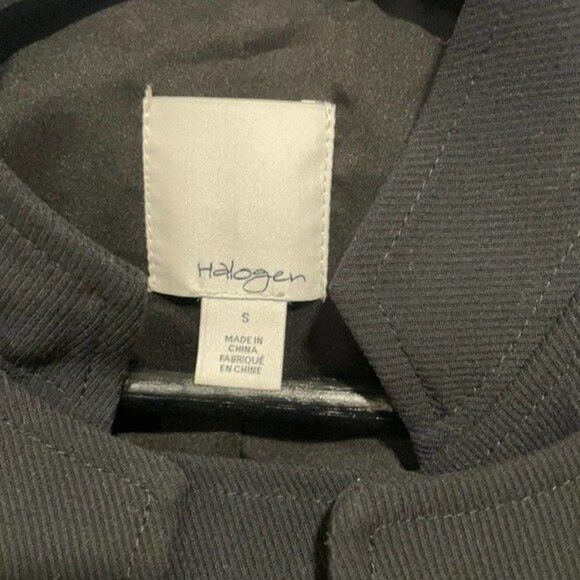 Halogen
S
MADE IN
CHINA
FABRIQUÉ
EN CHINE